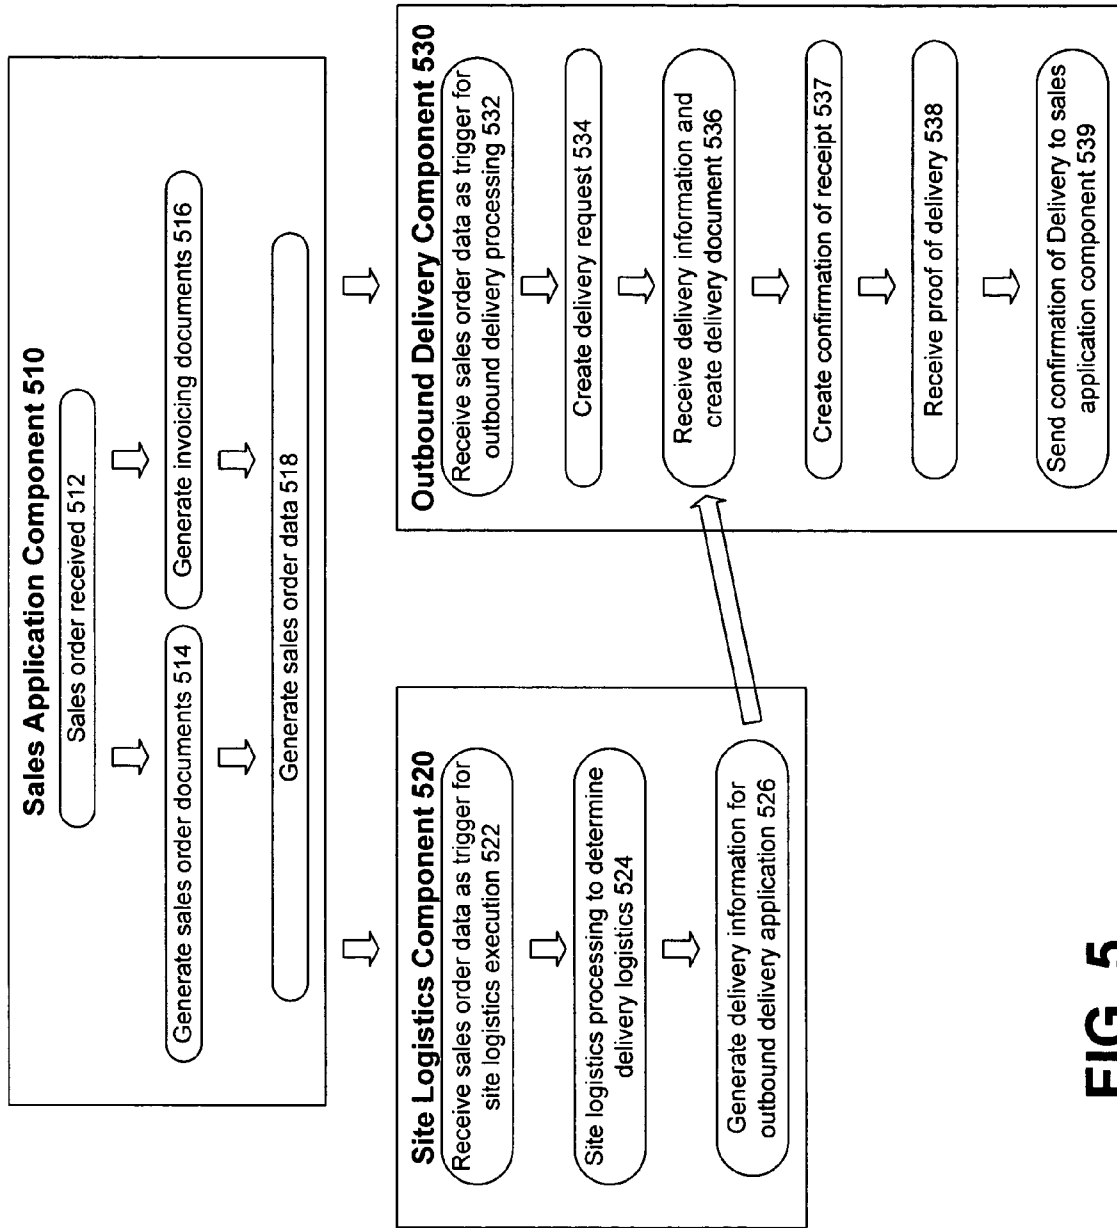 Sales Application Component 510
Sales order received 512
Generate sales order documents 514
Generate invoicing documents 516
Generate sales order data 518
Site Logistics Component 520
Receive sales order data as trigger for
site logistics execution 522
Site logistics processing to determine
delivery logistics 524
Generate delivery information for
outbound delivery application 526
Outbound Delivery Component 530
Receive sales order data as trigger for
outbound delivery processing 532
Create delivery request 534
Receive delivery information and
create delivery document 536
Create confirmation of receipt 537
Receive proof of delivery 538
Send confirmation of Delivery to sales
application component 539
FIG. 5